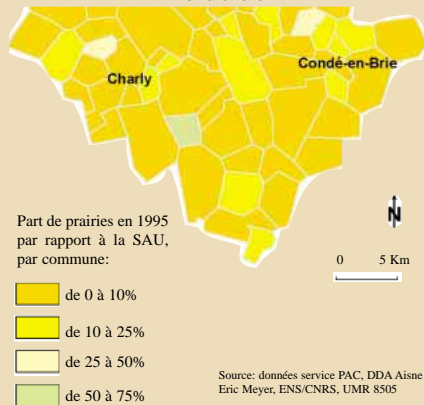 Condé-en-Brie
Charly
Part de prairies en 1995
par rapport à la SAU,
par commune:
N
0 5 Km
de 0 à 10%
de 10 à 25%
de 25 à 50%
de 50 à 75%
Source: données service PAC, DDA Aisne
Eric Meyer, ENS/CNRS, UMR 8505